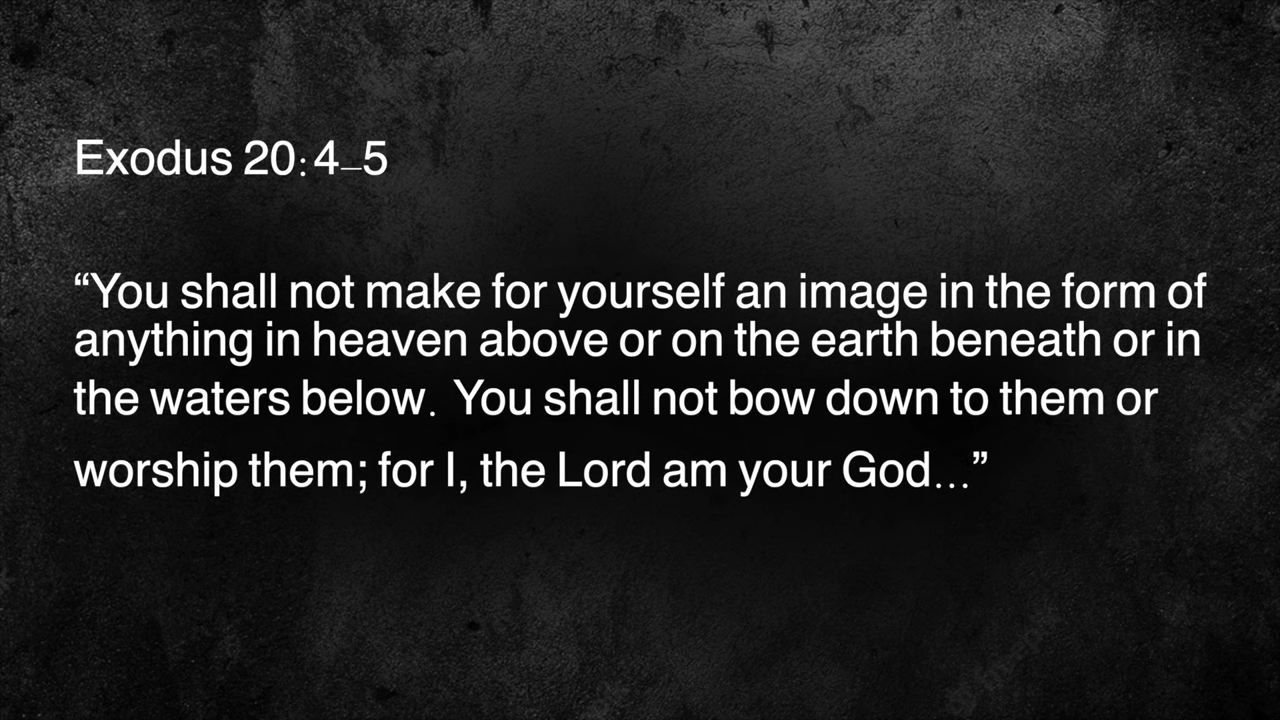 Exodus 20:4–5
“You shall not make for yourself an image in the form of
anything in heaven above or on the earth beneath or in
the waters below. You shall not bow down to them or
worship them; for I, the Lord am your God…”